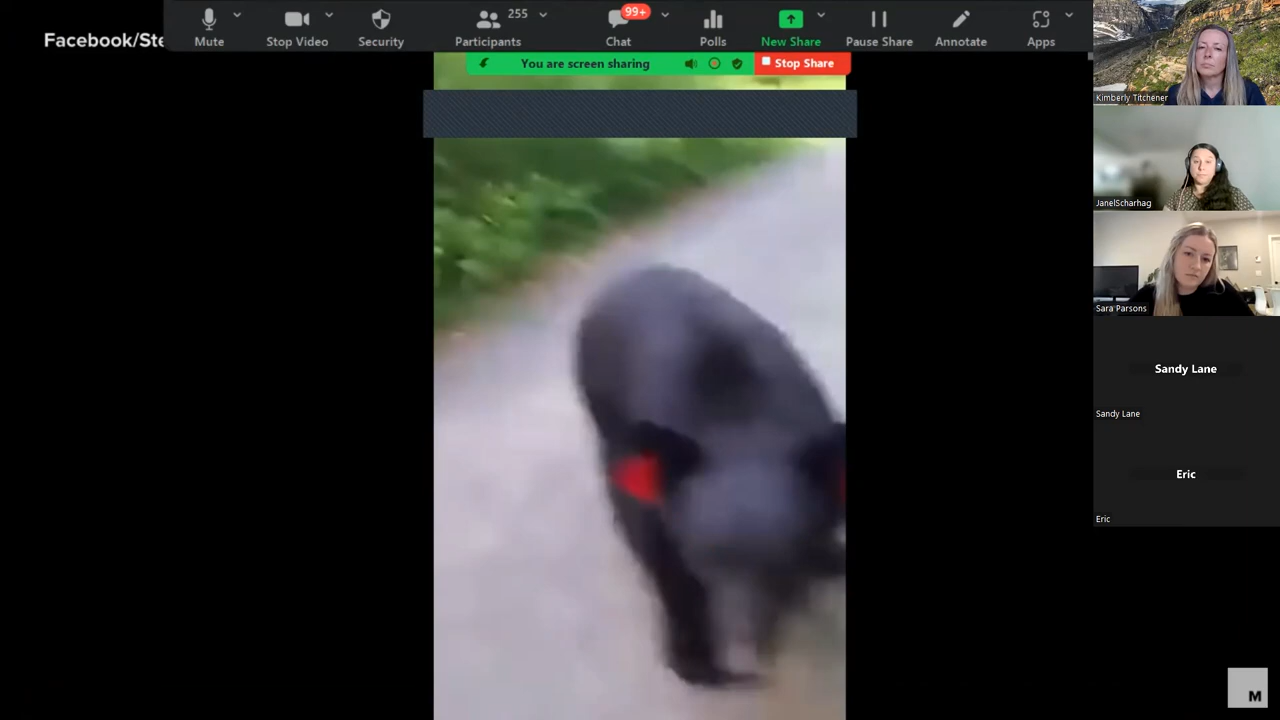 Facebook/Ste
Mute
Stop Video
Security
Participants
255
Chat
99+
Polls
New Share
Pause Share
Annotate
Apps
You are screen sharing
Stop Share
Kimberly Titchener
JanelScharhag
Sara Parsons
Sandy Lane
Sandy Lane
Eric
Eric
M